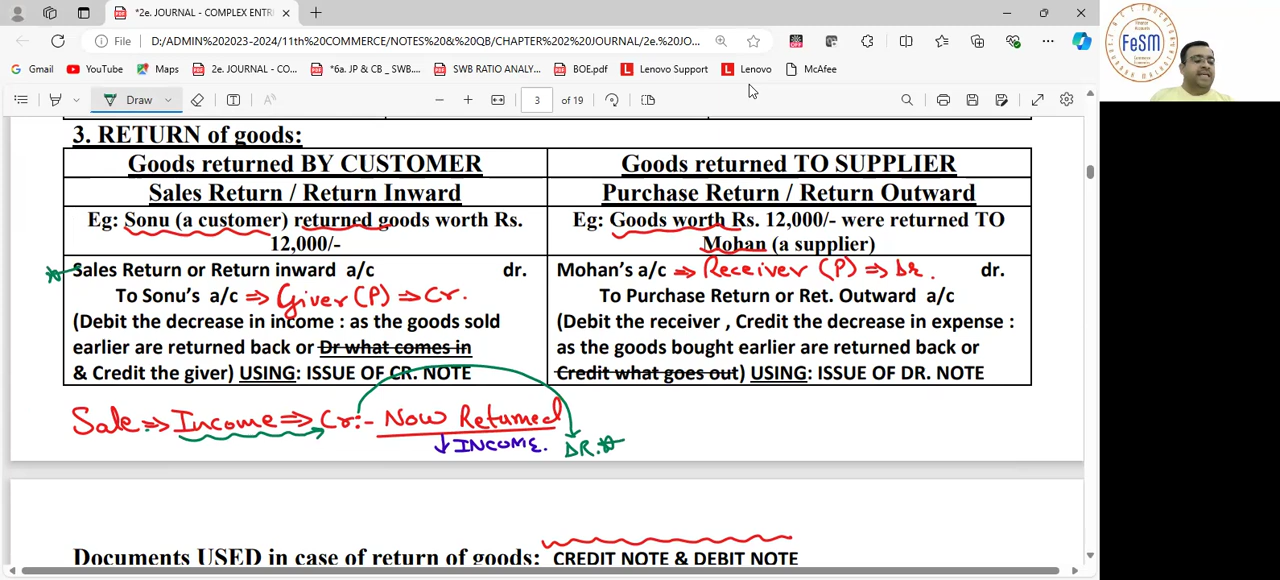 *2e. JOURNAL - COMPLEX ENTRI
File D:/ADMIN%202023-2024/11th%20COMMERCE/NOTES%20&%20QB/CHAPTER%202%20JOURNAL/2e.%20JO...
Gmail YouTube Maps 2e. JOURNAL - CO... *6a. JP & CB _ SWB.... SWB RATIO ANALY... BOE.pdf Lenovo Support Lenovo McAfee
Draw 3 of 19
FeSM
3. RETURN of goods:
Goods returned BY CUSTOMER
Sales Return / Return Inward
Eg: Sonu (a customer) returned goods worth Rs.
12,000/-
Sales Return or Return inward a/c dr.
To Sonu's a/c ⇒ Giver (P) ⇒ Cr.
(Debit the decrease in income : as the goods sold
earlier are returned back or Dr what comes in
& Credit the giver) USING: ISSUE OF CR. NOTE
Goods returned TO SUPPLIER
Purchase Return / Return Outward
Eg: Goods worth Rs. 12,000/- were returned TO
Mohan (a supplier)
Mohan's a/c ⇒ Receiver (P) ⇒ Dr. dr.
To Purchase Return or Ret. Outward a/c
(Debit the receiver , Credit the decrease in expense :
as the goods bought earlier are returned back or
Credit what goes out) USING: ISSUE OF DR. NOTE
Sale ⇒ Income ⇒ Cr:- Now Returned
↓ INCOME. DR.
Documents USED in case of return of goods: CREDIT NOTE & DEBIT NOTE